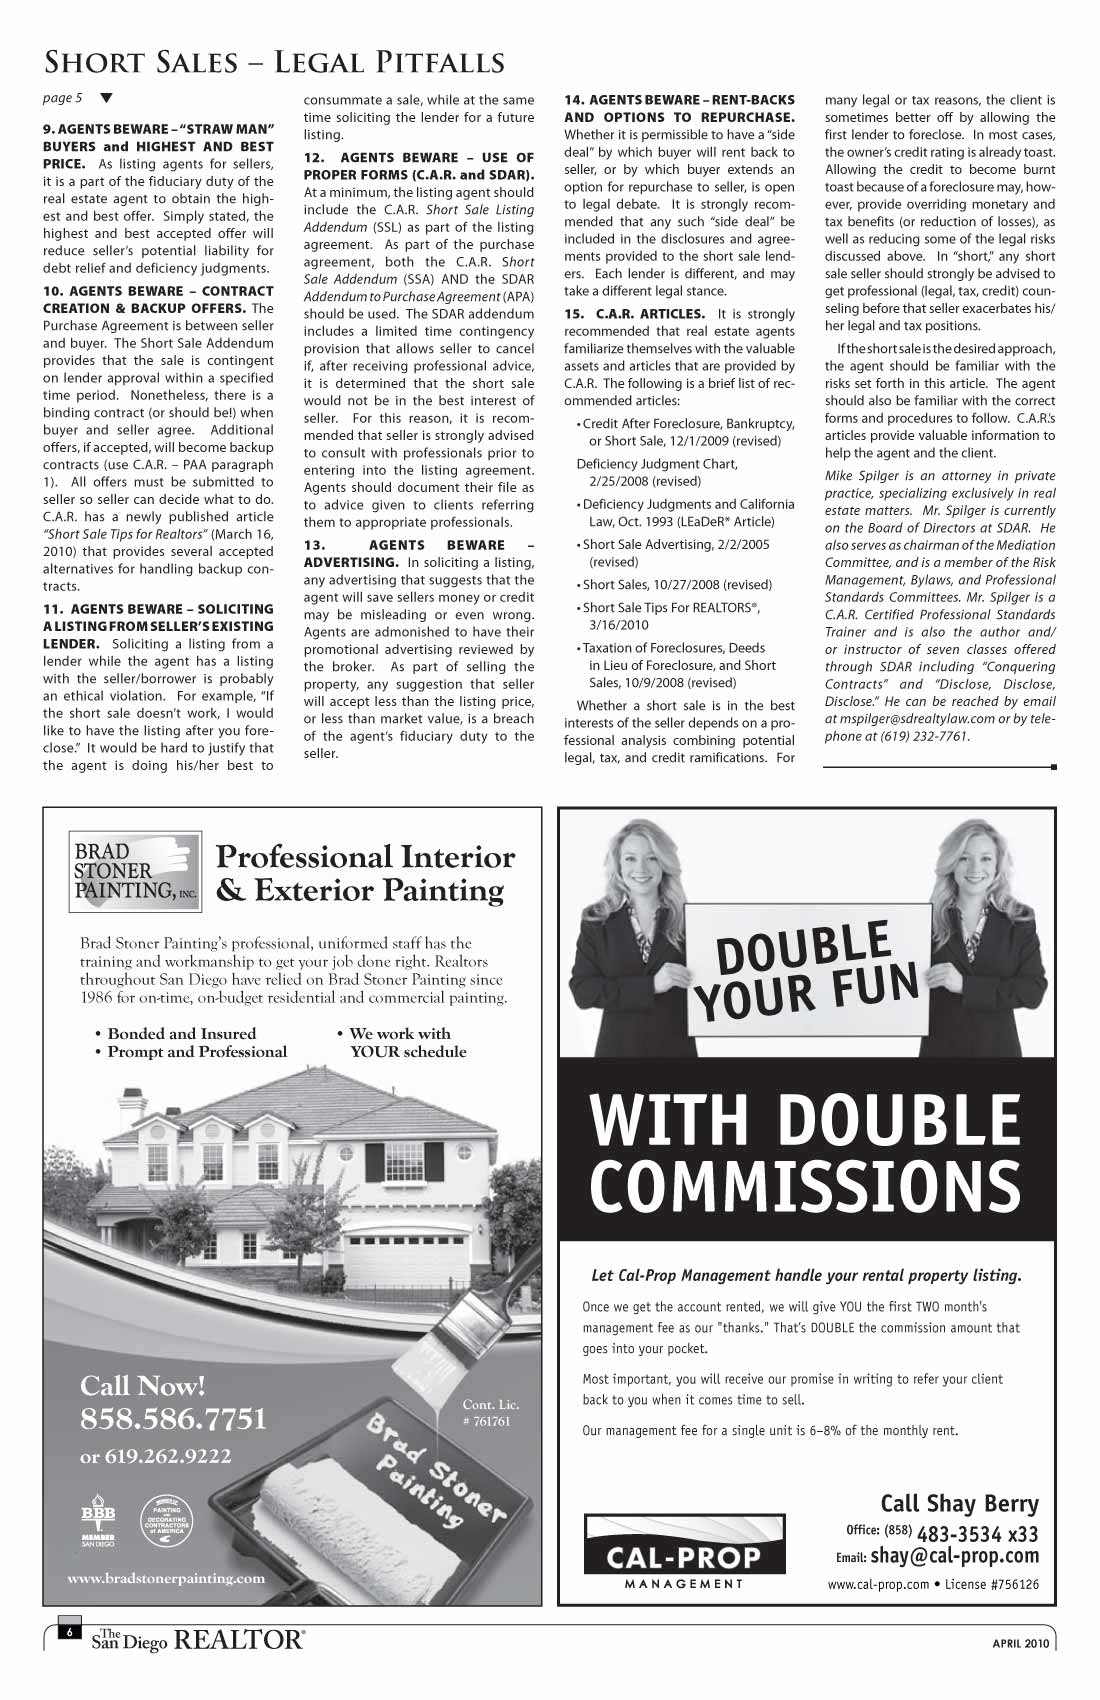 SHORT SALES – LEGAL PITFALLS
page 5 ▼
9. AGENTS BEWARE – “STRAW MAN”
BUYERS and HIGHEST AND BEST
PRICE. As listing agents for sellers,
it is a part of the fiduciary duty of the
real estate agent to obtain the high-
est and best offer. Simply stated, the
highest and best accepted offer will
reduce seller’s potential liability for
debt relief and deficiency judgments.
10. AGENTS BEWARE – CONTRACT
CREATION & BACKUP OFFERS. The
Purchase Agreement is between seller
and buyer. The Short Sale Addendum
provides that the sale is contingent
on lender approval within a specified
time period. Nonetheless, there is a
binding contract (or should be!) when
buyer and seller agree. Additional
offers, if accepted, will become backup
contracts (use C.A.R. – PAA paragraph
1). All offers must be submitted to
seller so seller can decide what to do.
C.A.R. has a newly published article
“Short Sale Tips for Realtors” (March 16,
2010) that provides several accepted
alternatives for handling backup con-
tracts.
11. AGENTS BEWARE – SOLICITING
A LISTING FROM SELLER’S EXISTING
LENDER. Soliciting a listing from a
lender while the agent has a listing
with the seller/borrower is probably
an ethical violation. For example, “If
the short sale doesn’t work, I would
like to have the listing after you fore-
close.” It would be hard to justify that
the agent is doing his/her best to
consummate a sale, while at the same
time soliciting the lender for a future
listing.
12. AGENTS BEWARE – USE OF
PROPER FORMS (C.A.R. and SDAR).
At a minimum, the listing agent should
include the C.A.R. Short Sale Listing
Addendum (SSL) as part of the listing
agreement. As part of the purchase
agreement, both the C.A.R. Short
Sale Addendum (SSA) AND the SDAR
Addendum to Purchase Agreement (APA)
should be used. The SDAR addendum
includes a limited time contingency
provision that allows seller to cancel
if, after receiving professional advice,
it is determined that the short sale
would not be in the best interest of
seller. For this reason, it is recom-
mended that seller is strongly advised
to consult with professionals prior to
entering into the listing agreement.
Agents should document their file as
to advice given to clients referring
them to appropriate professionals.
13. AGENTS BEWARE –
ADVERTISING. In soliciting a listing,
any advertising that suggests that the
agent will save sellers money or credit
may be misleading or even wrong.
Agents are admonished to have their
promotional advertising reviewed by
the broker. As part of selling the
property, any suggestion that seller
will accept less than the listing price,
or less than market value, is a breach
of the agent’s fiduciary duty to the
seller.
14. AGENTS BEWARE – RENT-BACKS
AND OPTIONS TO REPURCHASE.
Whether it is permissible to have a “side
deal” by which buyer will rent back to
seller, or by which buyer extends an
option for repurchase to seller, is open
to legal debate. It is strongly recom-
mended that any such “side deal” be
included in the disclosures and agree-
ments provided to the short sale lend-
ers. Each lender is different, and may
take a different legal stance.
15. C.A.R. ARTICLES. It is strongly
recommended that real estate agents
familiarize themselves with the valuable
assets and articles that are provided by
C.A.R. The following is a brief list of rec-
ommended articles:
• Credit After Foreclosure, Bankruptcy,
or Short Sale, 12/1/2009 (revised)
Deficiency Judgment Chart,
2/25/2008 (revised)
• Deficiency Judgments and California
Law, Oct. 1993 (LEaDeR* Article)
• Short Sale Advertising, 2/2/2005
(revised)
• Short Sales, 10/27/2008 (revised)
• Short Sale Tips For REALTORS®,
3/16/2010
• Taxation of Foreclosures, Deeds
in Lieu of Foreclosure, and Short
Sales, 10/9/2008 (revised)
Whether a short sale is in the best
interests of the seller depends on a pro-
fessional analysis combining potential
legal, tax, and credit ramifications. For
many legal or tax reasons, the client is
sometimes better off by allowing the
first lender to foreclose. In most cases,
the owner’s credit rating is already toast.
Allowing the credit to become burnt
toast because of a foreclosure may, how-
ever, provide overriding monetary and
tax benefits (or reduction of losses), as
well as reducing some of the legal risks
discussed above. In “short,” any short
sale seller should strongly be advised to
get professional (legal, tax, credit) coun-
seling before that seller exacerbates his/
her legal and tax positions.
If the short sale is the desired approach,
the agent should be familiar with the
risks set forth in this article. The agent
should also be familiar with the correct
forms and procedures to follow. C.A.R.’s
articles provide valuable information to
help the agent and the client.
Mike Spilger is an attorney in private
practice, specializing exclusively in real
estate matters. Mr. Spilger is currently
on the Board of Directors at SDAR. He
also serves as chairman of the Mediation
Committee, and is a member of the Risk
Management, Bylaws, and Professional
Standards Committees. Mr. Spilger is a
C.A.R. Certified Professional Standards
Trainer and is also the author and/
or instructor of seven classes offered
through SDAR including “Conquering
Contracts” and “Disclose, Disclose,
Disclose.” He can be reached by email
at mspilger@sdrealtylaw.com or by tele-
phone at (619) 232-7761.
BRAD
STONER
PAINTING, INC.
Professional Interior
& Exterior Painting
Brad Stoner Painting’s professional, uniformed staff has the
training and workmanship to get your job done right. Realtors
throughout San Diego have relied on Brad Stoner Painting since
1986 for on-time, on-budget residential and commercial painting.
• Bonded and Insured
• Prompt and Professional
• We work with
YOUR schedule
Call Now!
858.586.7751
or 619.262.9222
Cont. Lic.
# 761761
Brad Stoner
Painting
BBB
MEMBER
SAN DIEGO
PAINTING
AND
DECORATING
CONTRACTORS
of AMERICA
www.bradstonerpainting.com
DOUBLE
YOUR FUN
WITH DOUBLE
COMMISSIONS
Let Cal-Prop Management handle your rental property listing.
Once we get the account rented, we will give YOU the first TWO month's
management fee as our "thanks." That's DOUBLE the commission amount that
goes into your pocket.
Most important, you will receive our promise in writing to refer your client
back to you when it comes time to sell.
Our management fee for a single unit is 6–8% of the monthly rent.
CAL-PROP
MANAGEMENT
Call Shay Berry
Office: (858) 483-3534 x33
Email: shay@cal-prop.com
www.cal-prop.com • License #756126
6
The San Diego REALTOR®
APRIL 2010